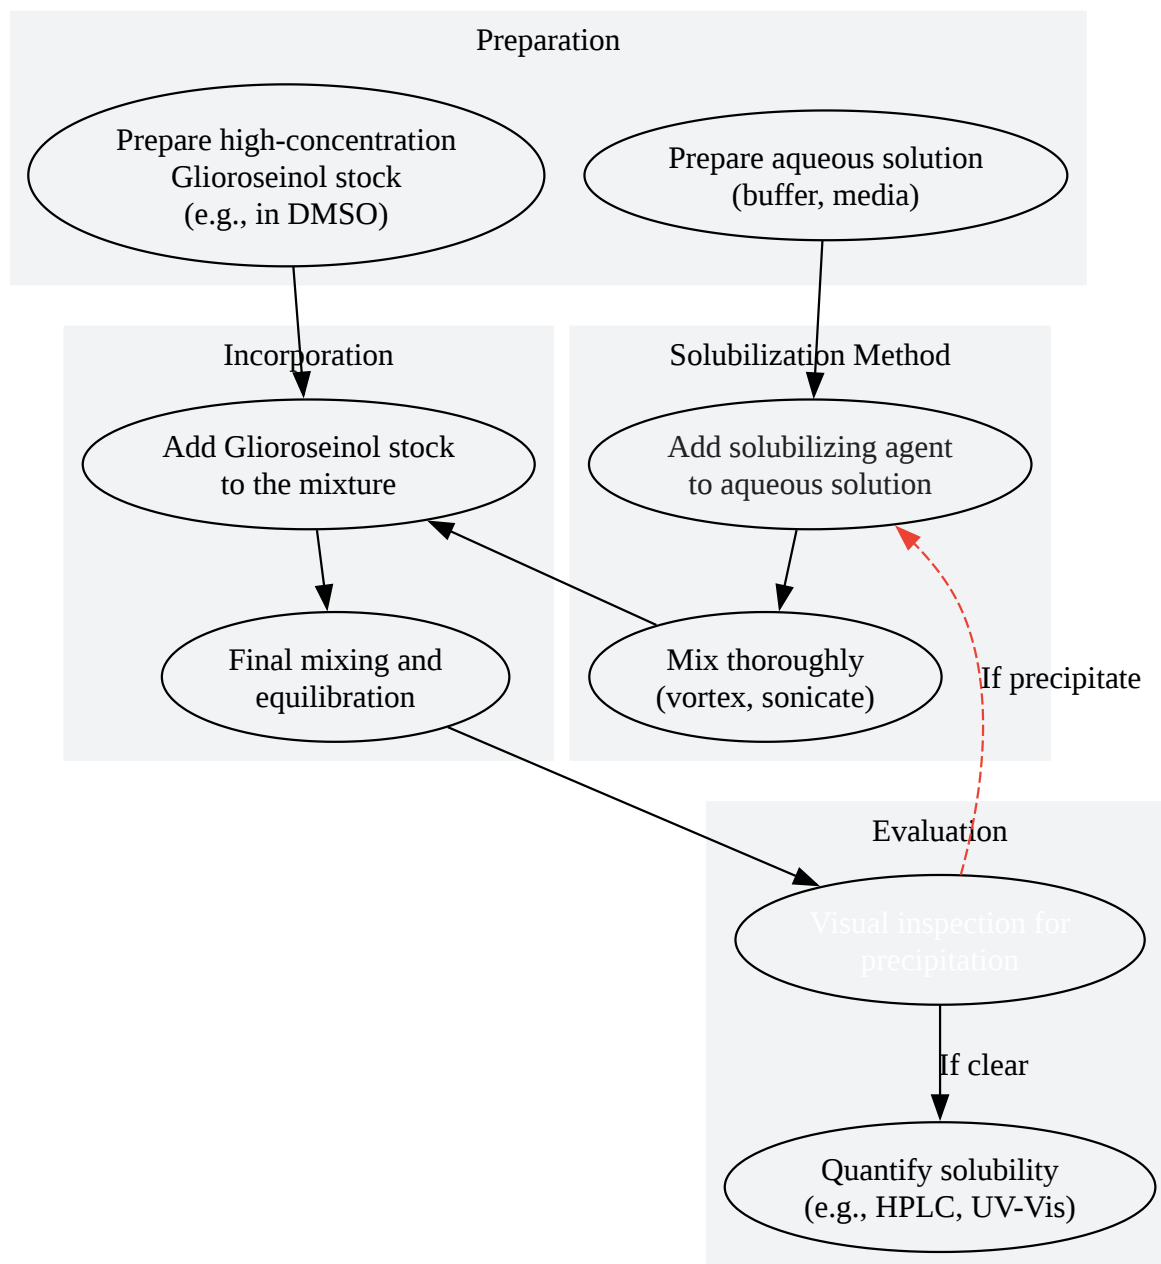 Preparation
Prepare high-concentration
Glioroseinol stock
(e.g., in DMSO)
Prepare aqueous solution
(buffer, media)
Incorporation
Add Glioroseinol stock
to the mixture
Final mixing and
equilibration
Solubilization Method
Add solubilizing agent
to aqueous solution
Mix thoroughly
(vortex, sonicate)
If precipitate
Evaluation
Visual inspection for
precipitation
If clear
Quantify solubility
(e.g., HPLC, UV-Vis)